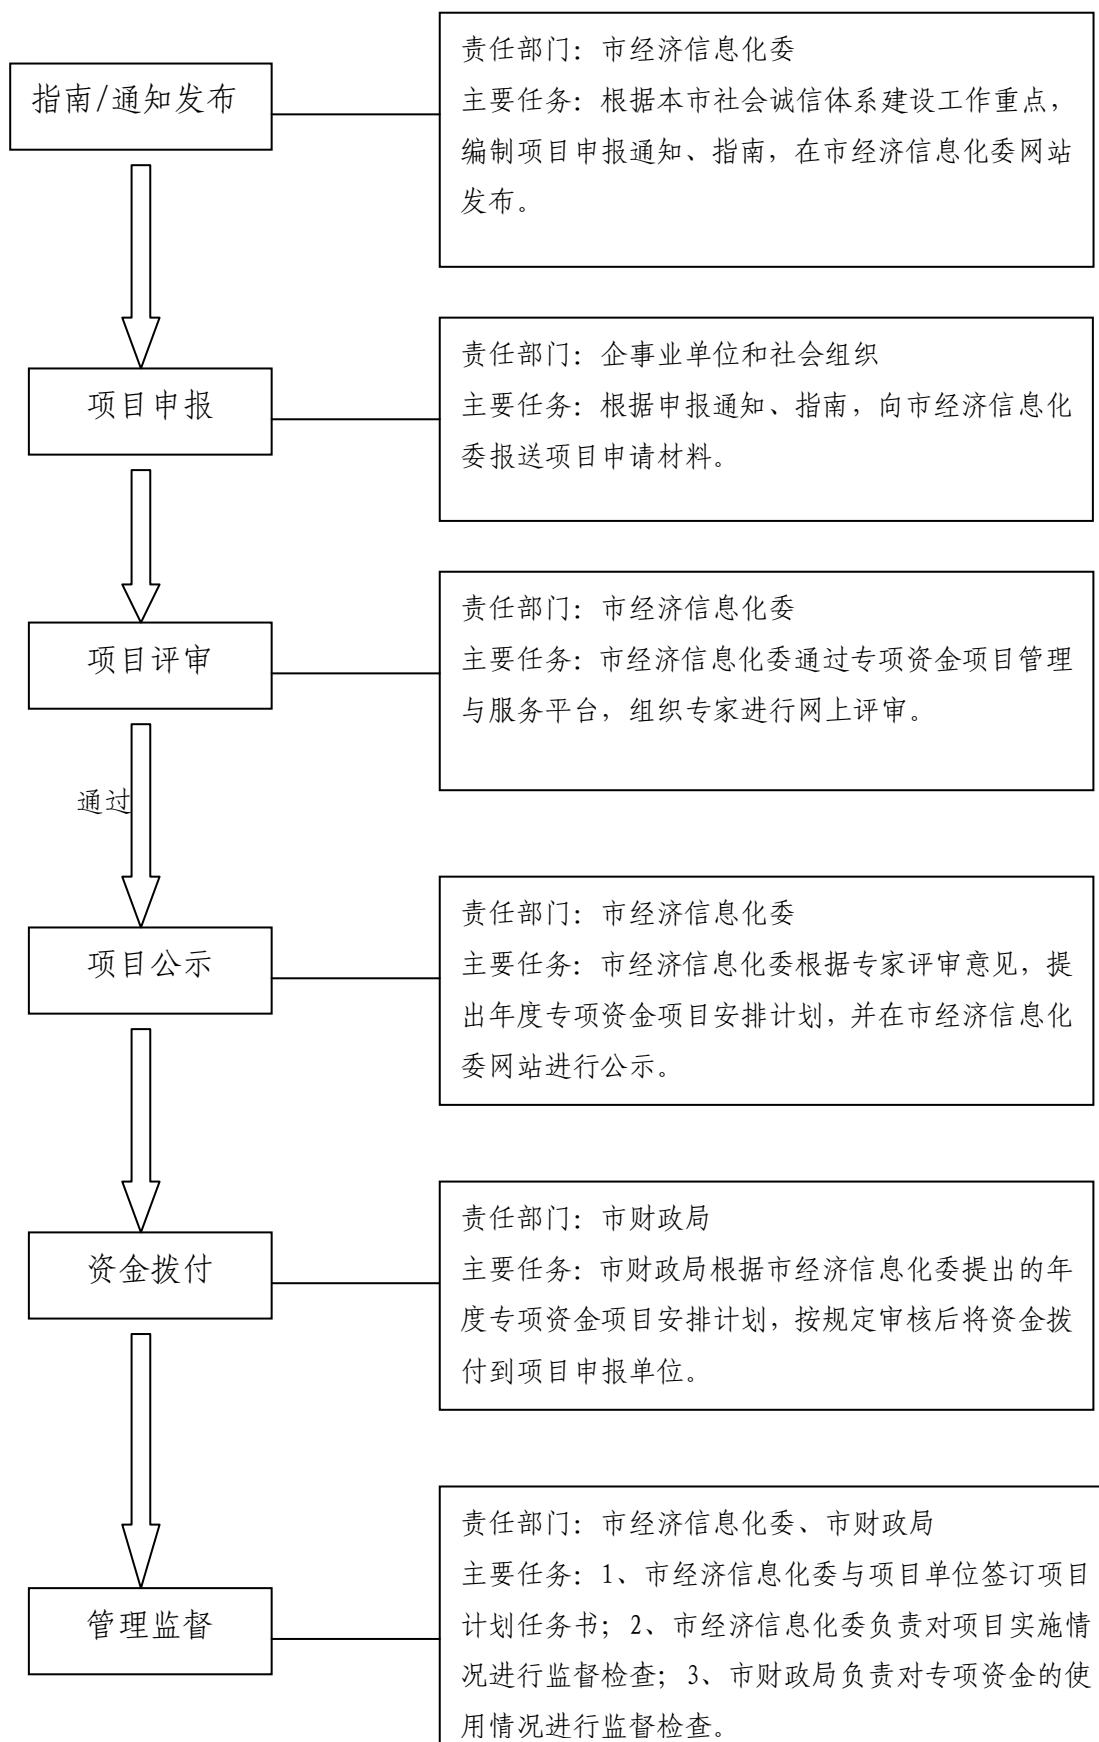 指南/通知发布
责任部门：市经济信息化委
主要任务：根据本市社会诚信体系建设工作重点，
编制项目申报通知、指南，在市经济信息化委网站
发布。
项目申报
责任部门：企事业单位和社会组织
主要任务：根据申报通知、指南，向市经济信息化
委报送项目申请材料。
项目评审
责任部门：市经济信息化委
主要任务：市经济信息化委通过专项资金项目管理
与服务平台，组织专家进行网上评审。
通过
项目公示
责任部门：市经济信息化委
主要任务：市经济信息化委根据专家评审意见，提
出年度专项资金项目安排计划，并在市经济信息化
委网站进行公示。
资金拨付
责任部门：市财政局
主要任务：市财政局根据市经济信息化委提出的年
度专项资金项目安排计划，按规定审核后将资金拨
付到项目申报单位。
管理监督
责任部门：市经济信息化委、市财政局
主要任务：1、市经济信息化委与项目单位签订项目
计划任务书；2、市经济信息化委负责对项目实施情
况进行监督检查；3、市财政局负责对专项资金的使
用情况进行监督检查。